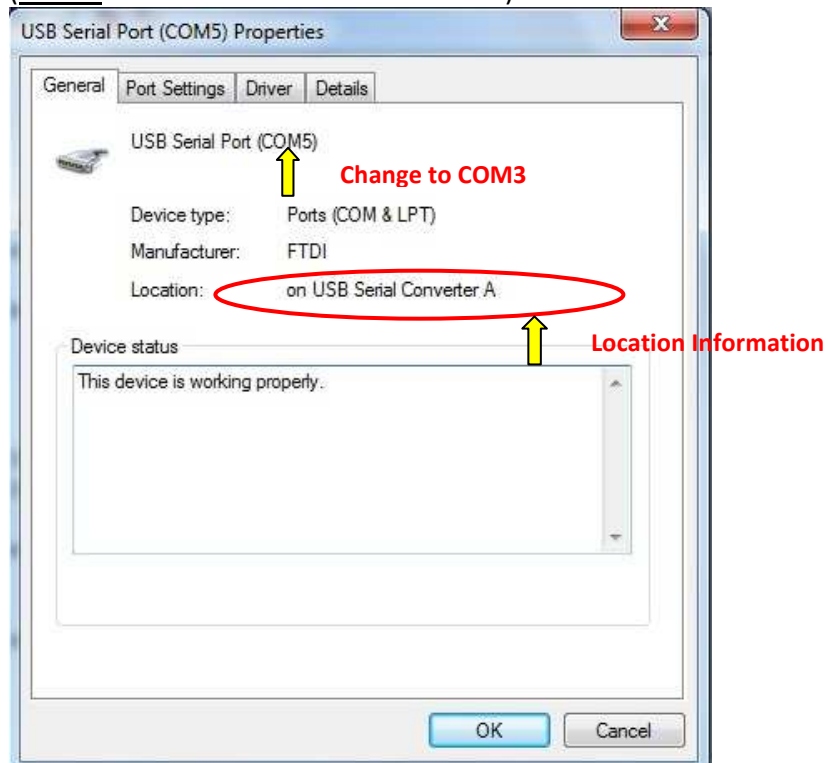 USB Serial Port (COM5) Properties
General Port Settings Driver Details
USB Serial Port (COM5)
Change to COM3
Device type: Ports (COM & LPT)
Manufacturer: FTDI
Location: on USB Serial Converter A
Location Information
Device status
This device is working properly.
OK Cancel